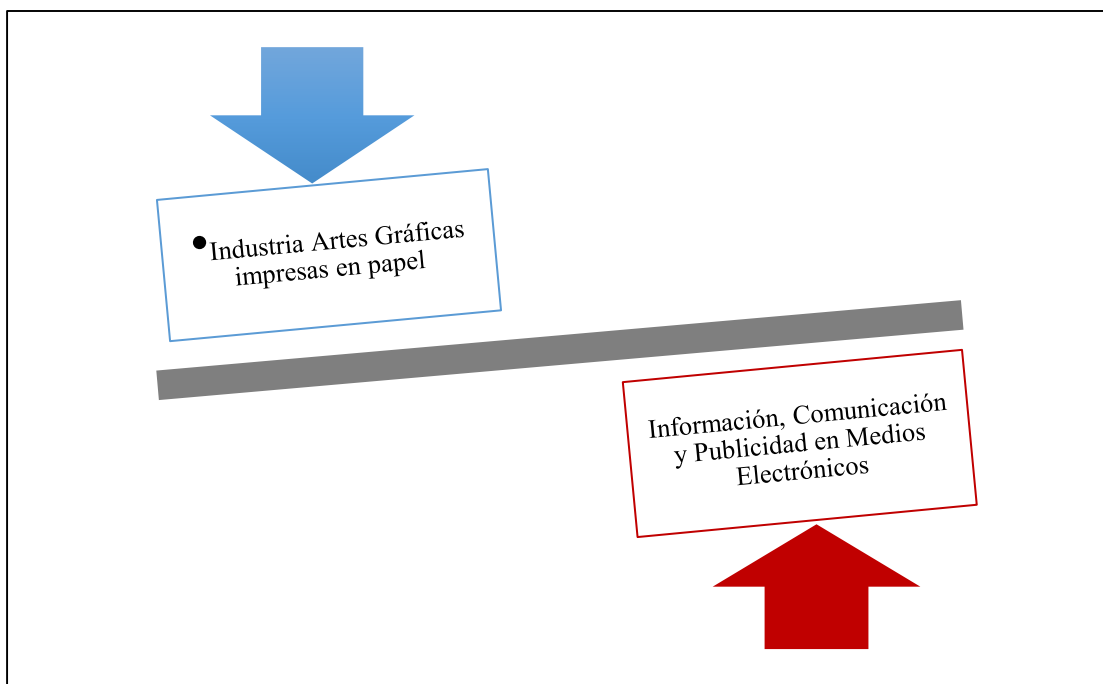 •Industria Artes Gráficas
impresas en papel
Información, Comunicación
y Publicidad en Medios
Electrónicos